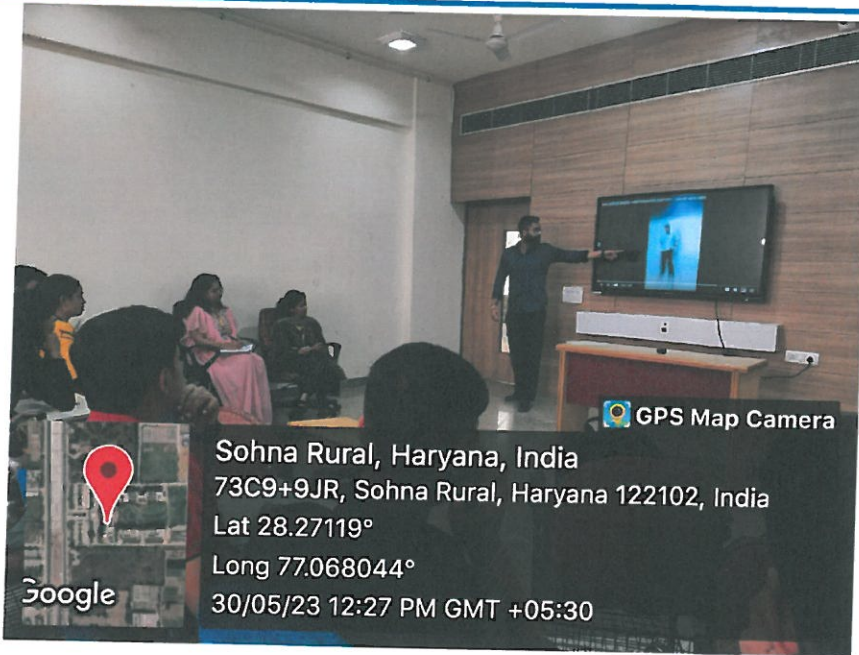 GPS Map Camera
Sohna Rural, Haryana, India
73C9+9JR, Sohna Rural, Haryana 122102, India
Lat 28.27119°
Long 77.068044°
30/05/23 12:27 PM GMT +05:30
Google